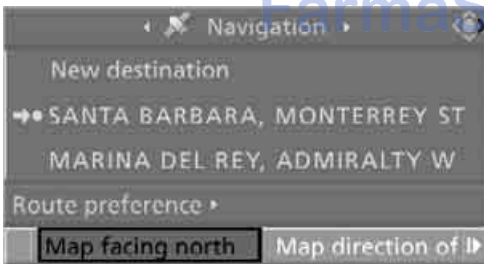 Navigation
New destination
SANTA BARBARA, MONTERREY ST
MARINA DEL REY, ADMIRALTY W
Route preference
Map facing north Map direction of